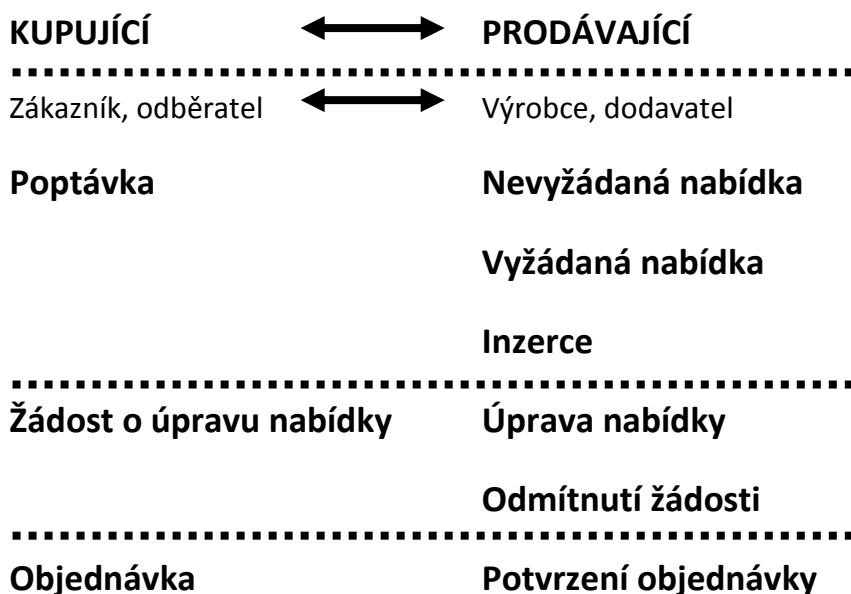 KUPUJÍCÍ PRODÁVAJÍCÍ
Zákazník, odběratel Výrobce, dodavatel
Poptávka Nevyžádaná nabídka
Vyžádaná nabídka
Inzerce
Žádost o úpravu nabídky Úprava nabídky
Odmítnutí žádosti
Objednávka Potvrzení objednávky